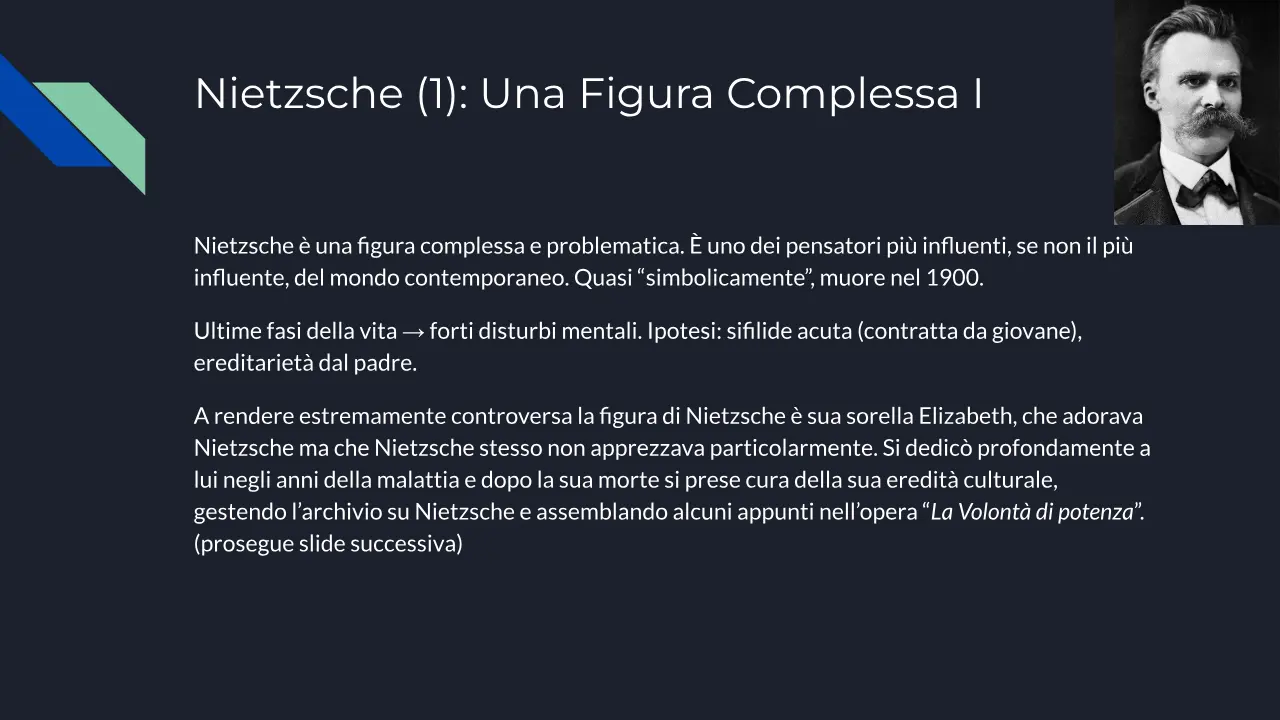 Nietzsche (1): Una Figura Complessa I
Nietzsche è una figura complessa e problematica. È uno dei pensatori più influenti, se non il più
influente, del mondo contemporaneo. Quasi “simbolicamente”, muore nel 1900.
Ultime fasi della vita → forti disturbi mentali. Ipotesi: sifilide acuta (contratta da giovane),
ereditarietà dal padre.
A rendere estremamente controversa la figura di Nietzsche è sua sorella Elizabeth, che adorava
Nietzsche ma che Nietzsche stesso non apprezzava particolarmente. Si dedicò profondamente a
lui negli anni della malattia e dopo la sua morte si prese cura della sua eredità culturale,
gestendo l’archivio su Nietzsche e assemblando alcuni appunti nell’opera “La Volontà di potenza”.
(prosegue slide successiva)